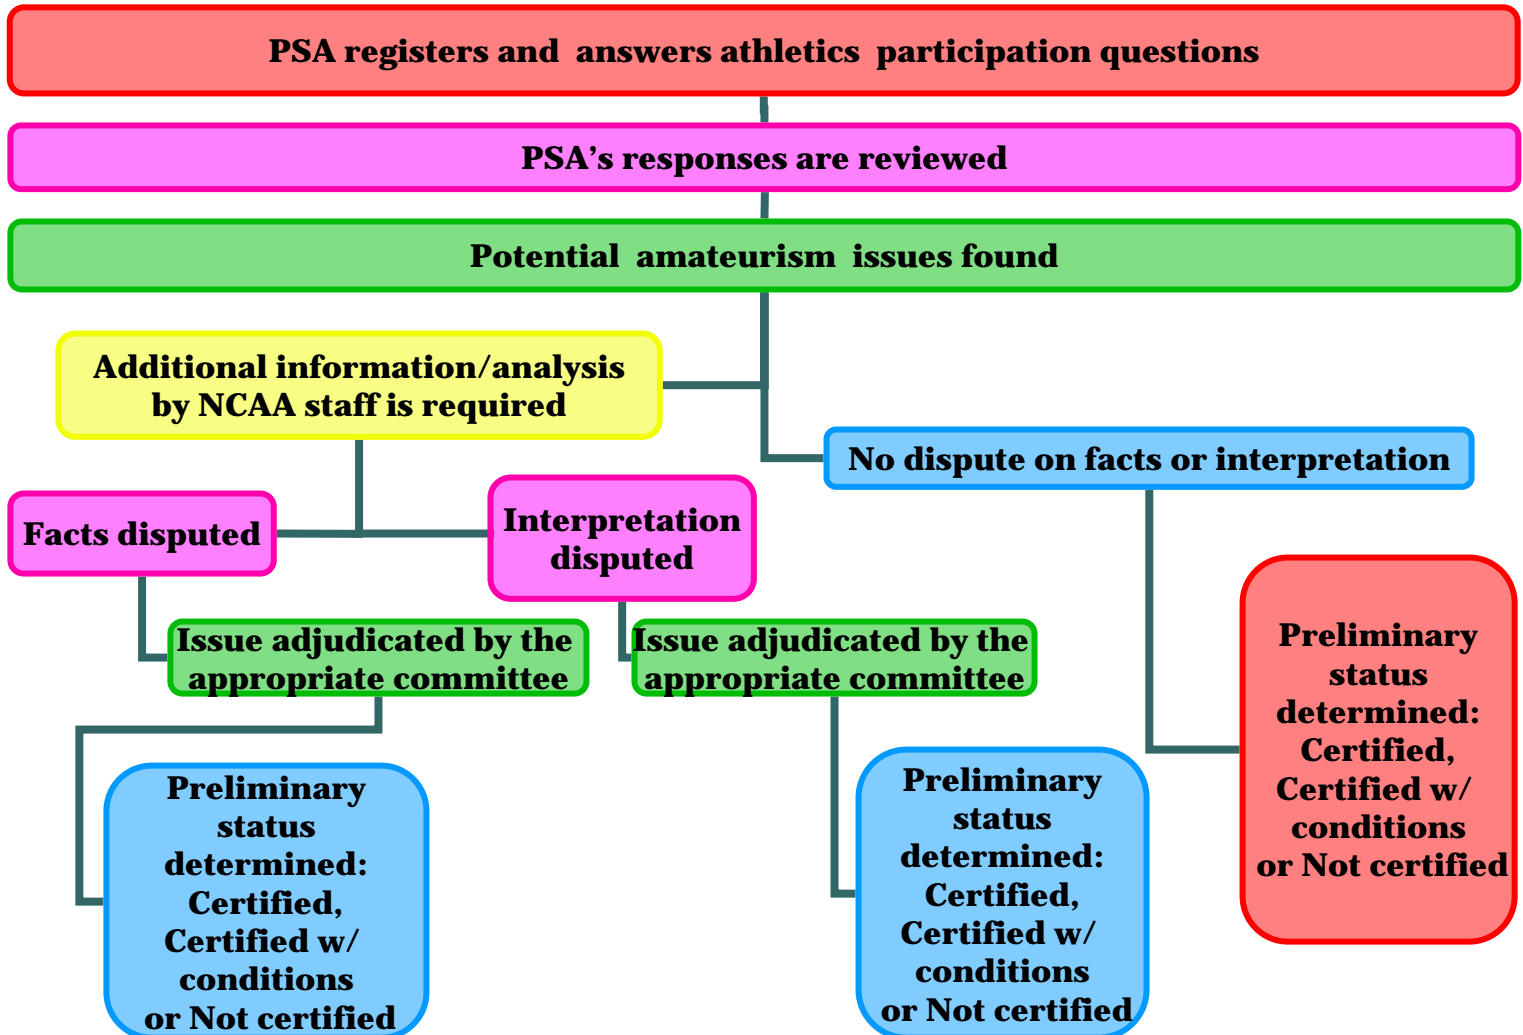 PSA registers and answers athletics participation questions
PSA's responses are reviewed
Potential amateurism issues found
Additional information/analysis
by NCAA staff is required
No dispute on facts or interpretation
Facts disputed
Interpretation
disputed
Issue adjudicated by the
appropriate committee
Issue adjudicated by the
appropriate committee
Preliminary
status
determined:
Certified,
Certified w/
conditions
or Not certified
Preliminary
status
determined:
Certified,
Certified w/
conditions
or Not certified
Preliminary
status
determined:
Certified,
Certified w/
conditions
or Not certified